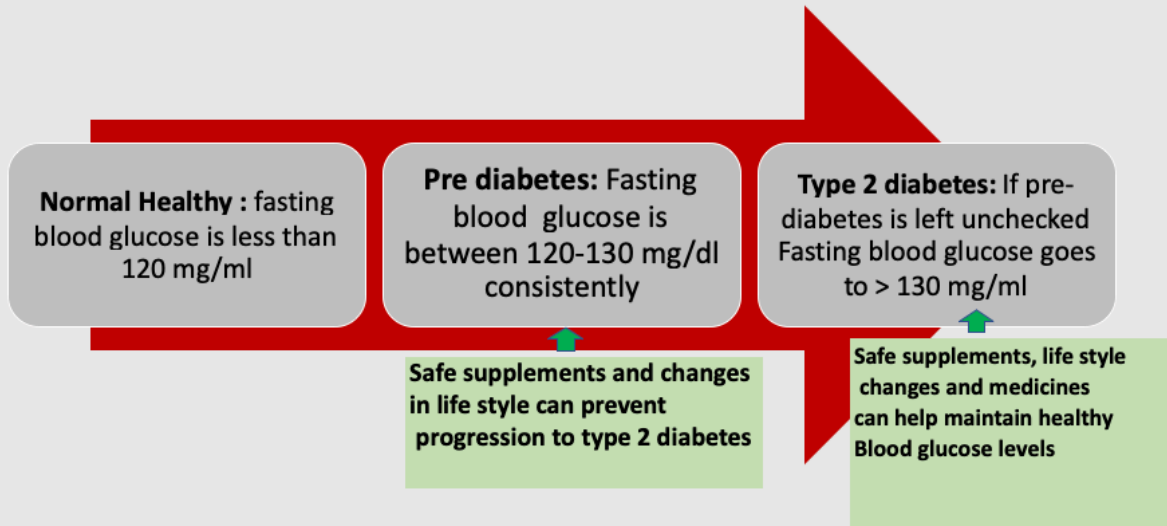 Normal Healthy : fasting
blood glucose is less than
120 mg/ml
Pre diabetes: Fasting
blood glucose is
between 120-130 mg/dl
consistently
Type 2 diabetes: If pre-
diabetes is left unchecked
Fasting blood glucose goes
to > 130 mg/ml
Safe supplements and changes
in life style can prevent
progression to type 2 diabetes
Safe supplements, life style
changes and medicines
can help maintain healthy
Blood glucose levels